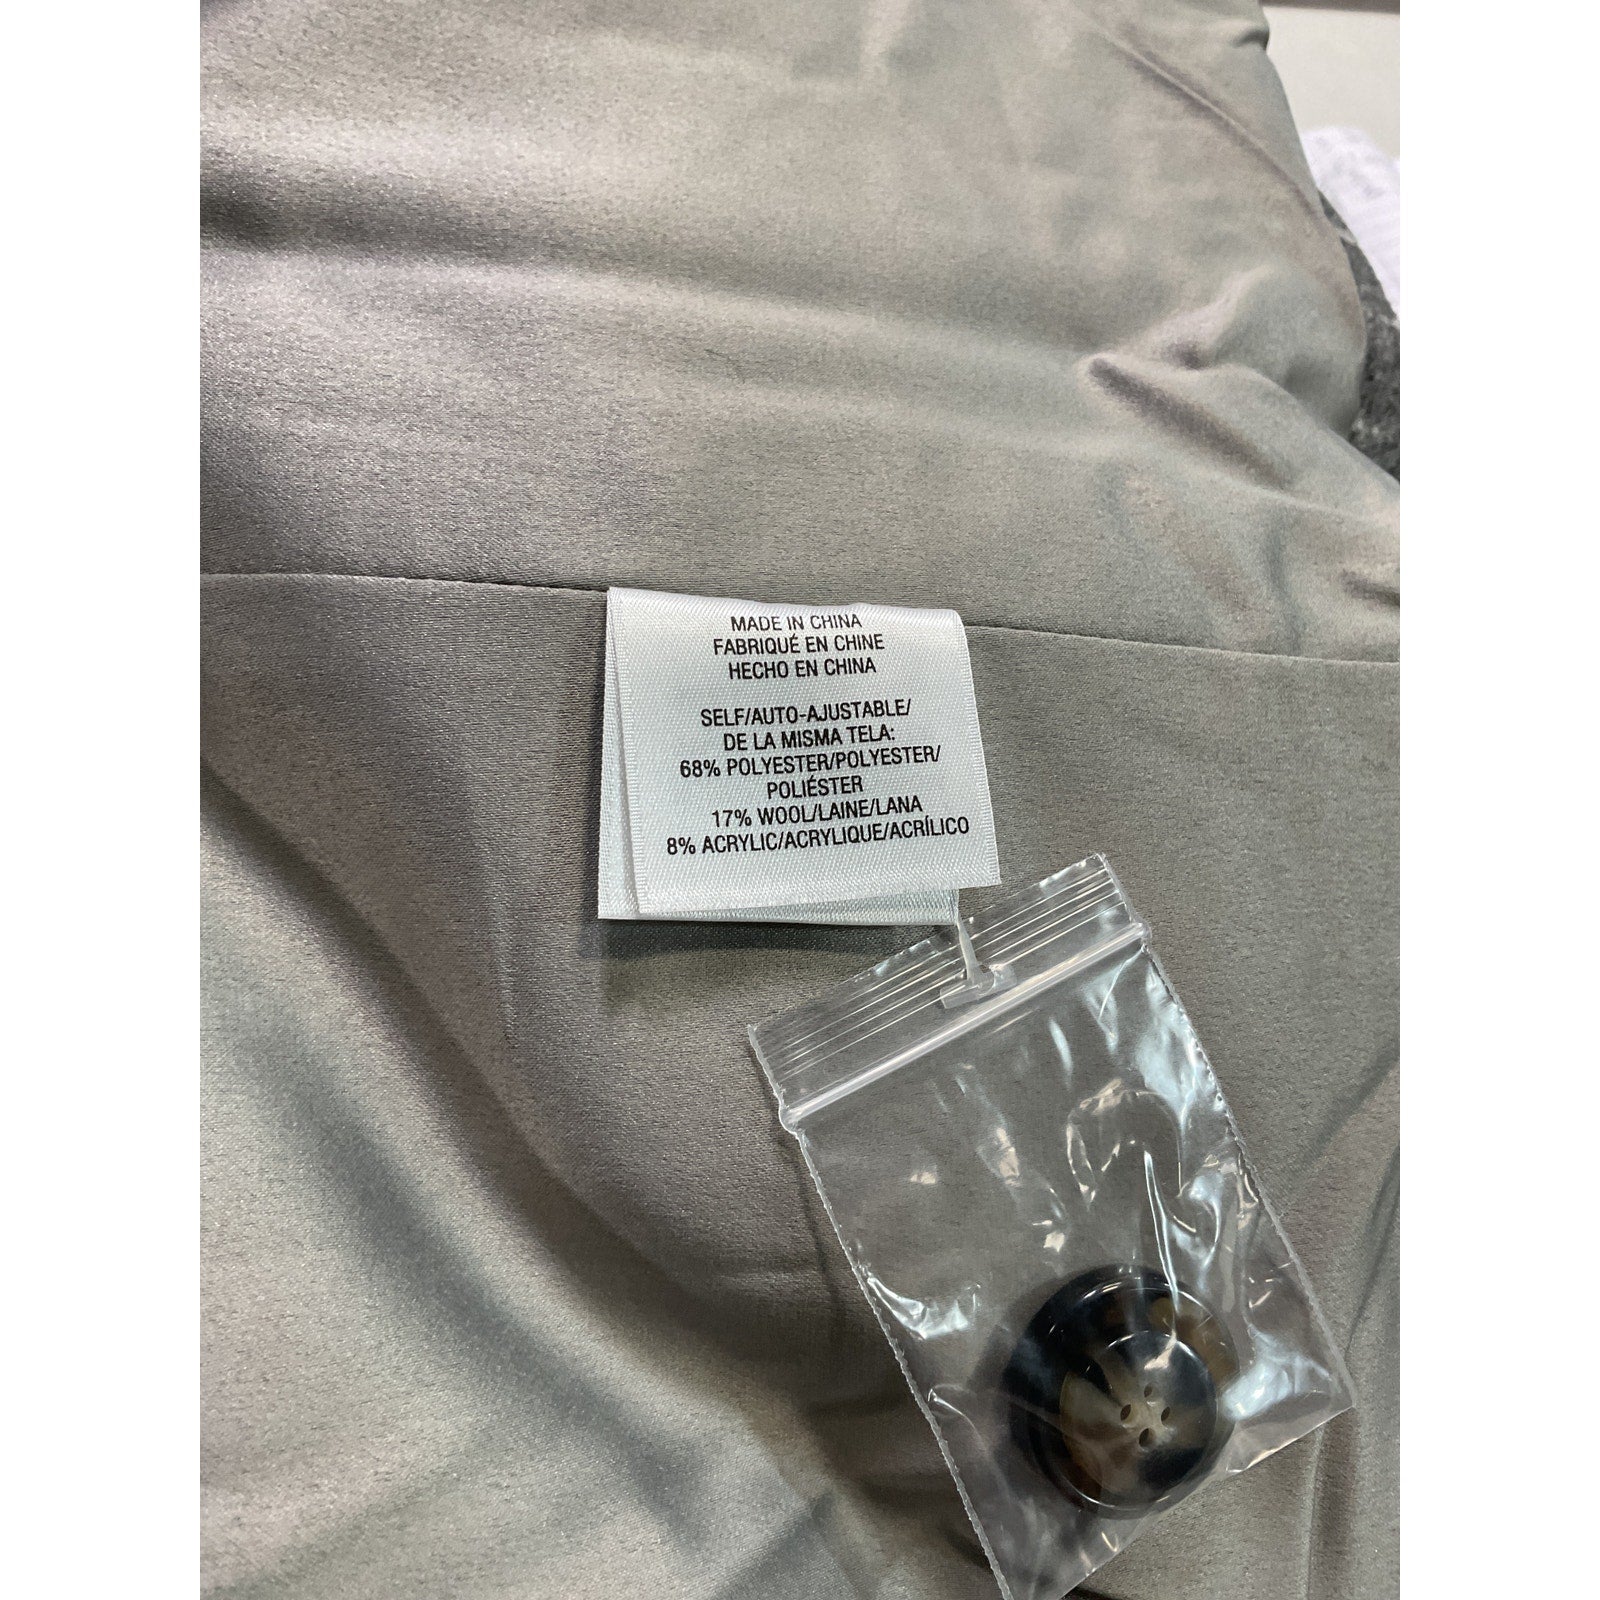 MADE IN CHINA
FABRIQUÉ EN CHINE
HECHO EN CHINA
SELF/AUTO-AJUSTABLE/
DE LA MISMA TELA:
68% POLYESTER/POLYESTER/
POLIÉSTER
17% WOOL/LAINE/LANA
8% ACRYLIC/ACRYLIQUE/ACRÍLICO